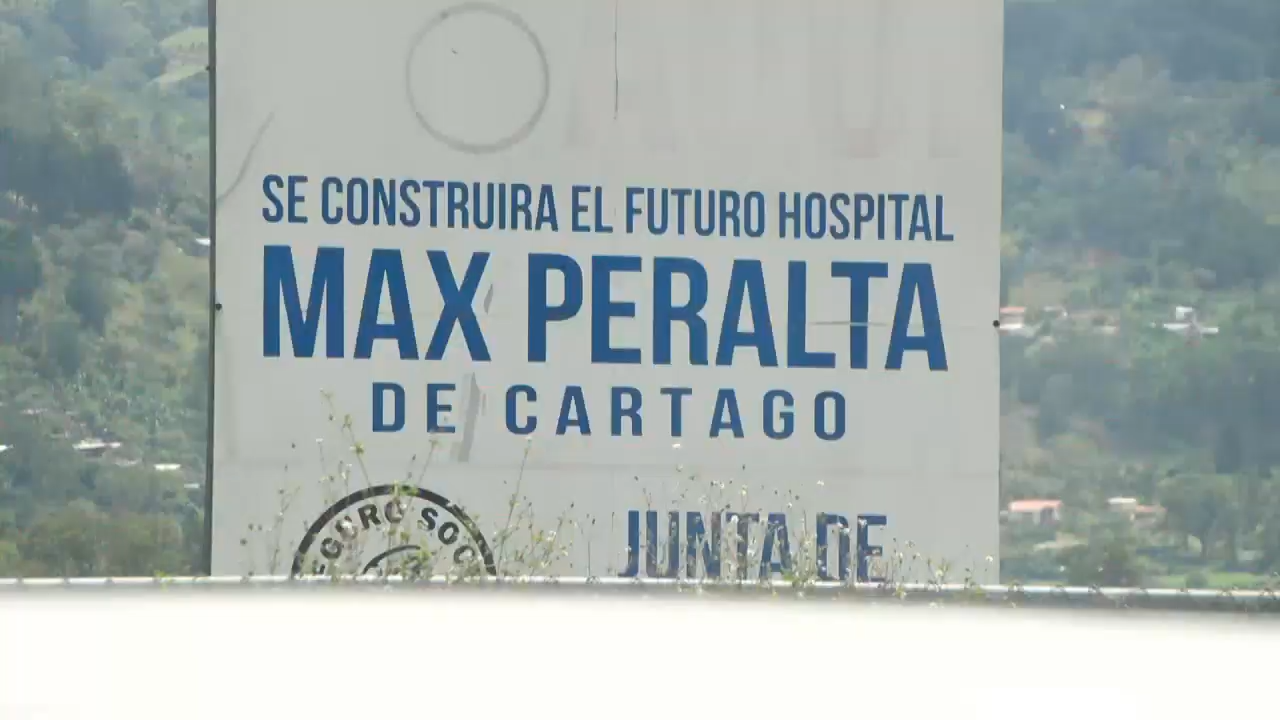 SE CONSTRUIRA EL FUTURO HOSPITAL
MAX PERALTA
DE CARTAGO
JUNTA DE